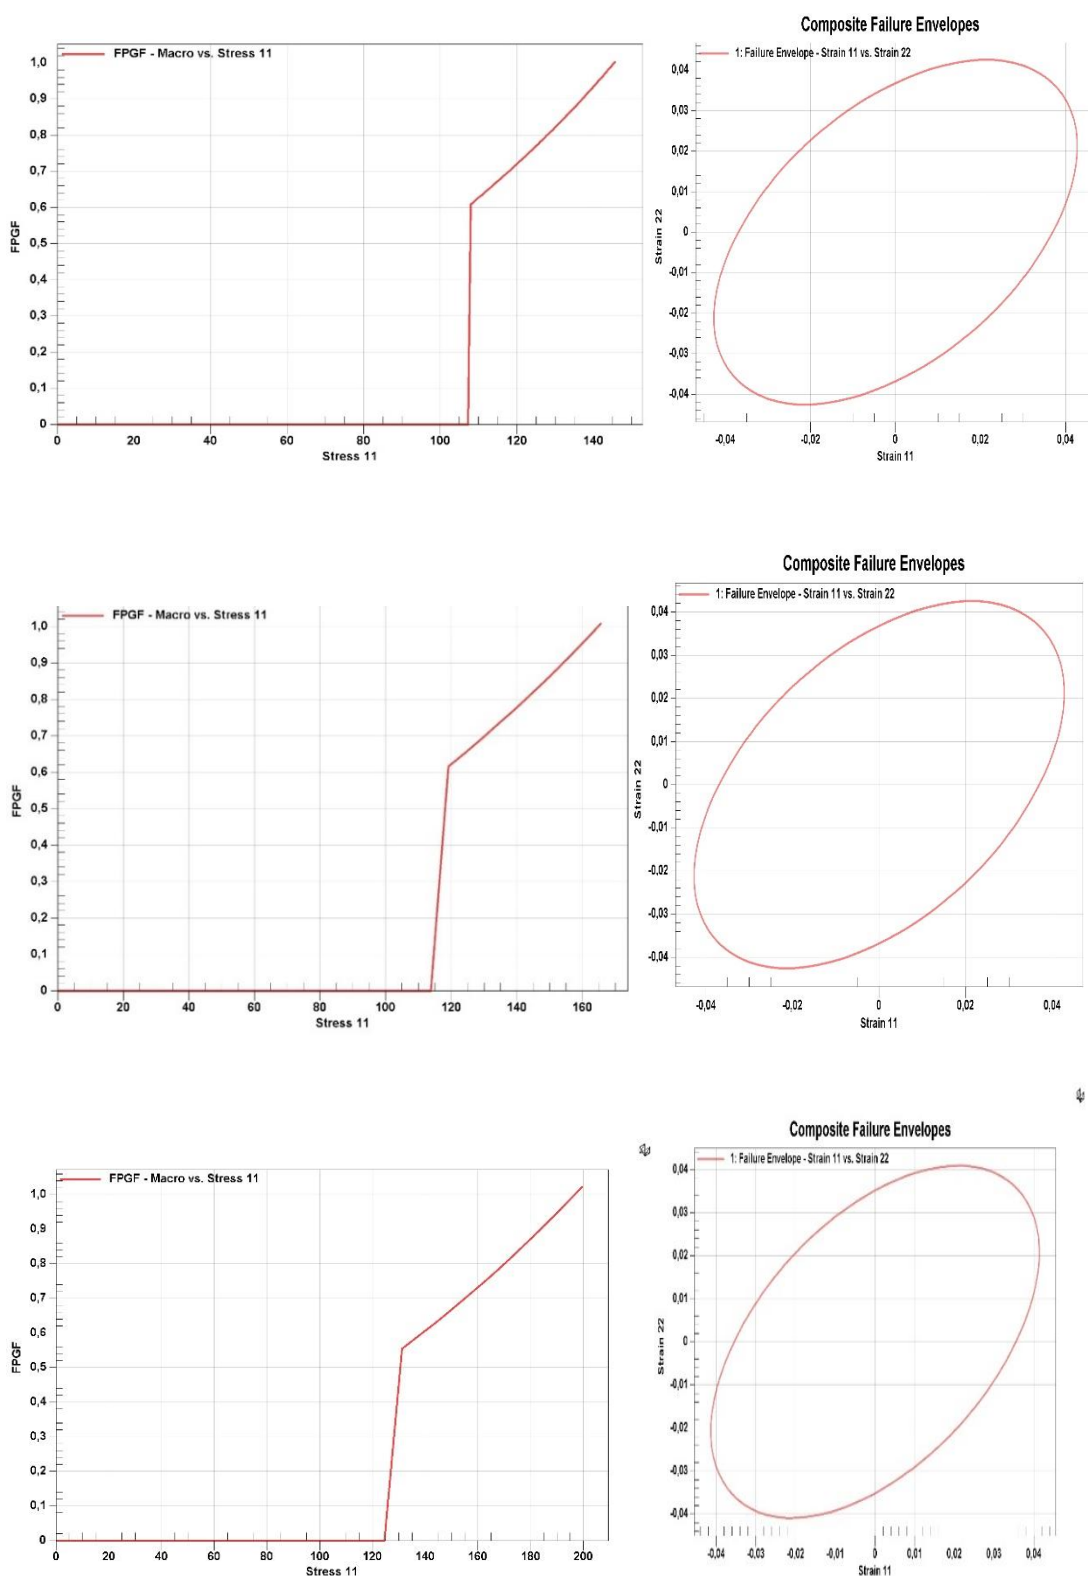 FPGF - Macro vs. Stress 11
1,0
0,9
0,8
0,7
0,6
0,5
0,4
0,3
0,2
0,1
0
FPGF
0 20 40 60 80 100 120 140
Stress 11
Composite Failure Envelopes
1: Failure Envelope - Strain 11 vs. Strain 22
0,04
0,03
0,02
0,01
0
-0,01
-0,02
-0,03
-0,04
Strain 22
-0,04 -0,02 0 0,02 0,04
Strain 11
FPGF - Macro vs. Stress 11
1,0
0,9
0,8
0,7
0,6
0,5
0,4
0,3
0,2
0,1
0
FPGF
0 20 40 60 80 100 120 140 160
Stress 11
Composite Failure Envelopes
1: Failure Envelope - Strain 11 vs. Strain 22
0,04
0,03
0,02
0,01
0
-0,01
-0,02
-0,03
-0,04
Strain 22
-0,04 -0,02 0 0,02 0,04
Strain 11
FPGF - Macro vs. Stress 11
1,0
0,9
0,8
0,7
0,6
0,5
0,4
0,3
0,2
0,1
0
FPGF
0 20 40 60 80 100 120 140 160 180 200
Stress 11
Composite Failure Envelopes
1: Failure Envelope - Strain 11 vs. Strain 22
0,04
0,03
0,02
0,01
0
-0,01
-0,02
-0,03
-0,04
Strain 22
-0,04 -0,03 -0,02 -0,01 0 0,01 0,02 0,03 0,04
Strain 11